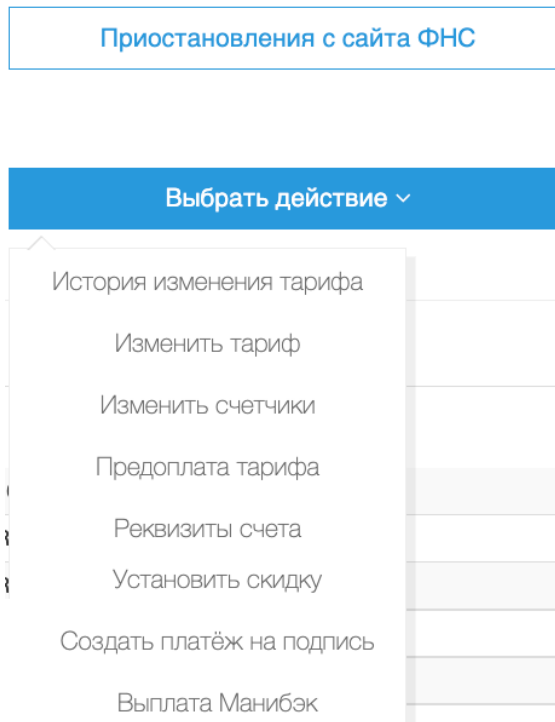 Приостановления с сайта ФНС
Выбрать действие
История изменения тарифа
Изменить тариф
Изменить счетчики
Предоплата тарифа
Реквизиты счета
Установить скидку
Создать платёж на подпись
Выплата Манибэк